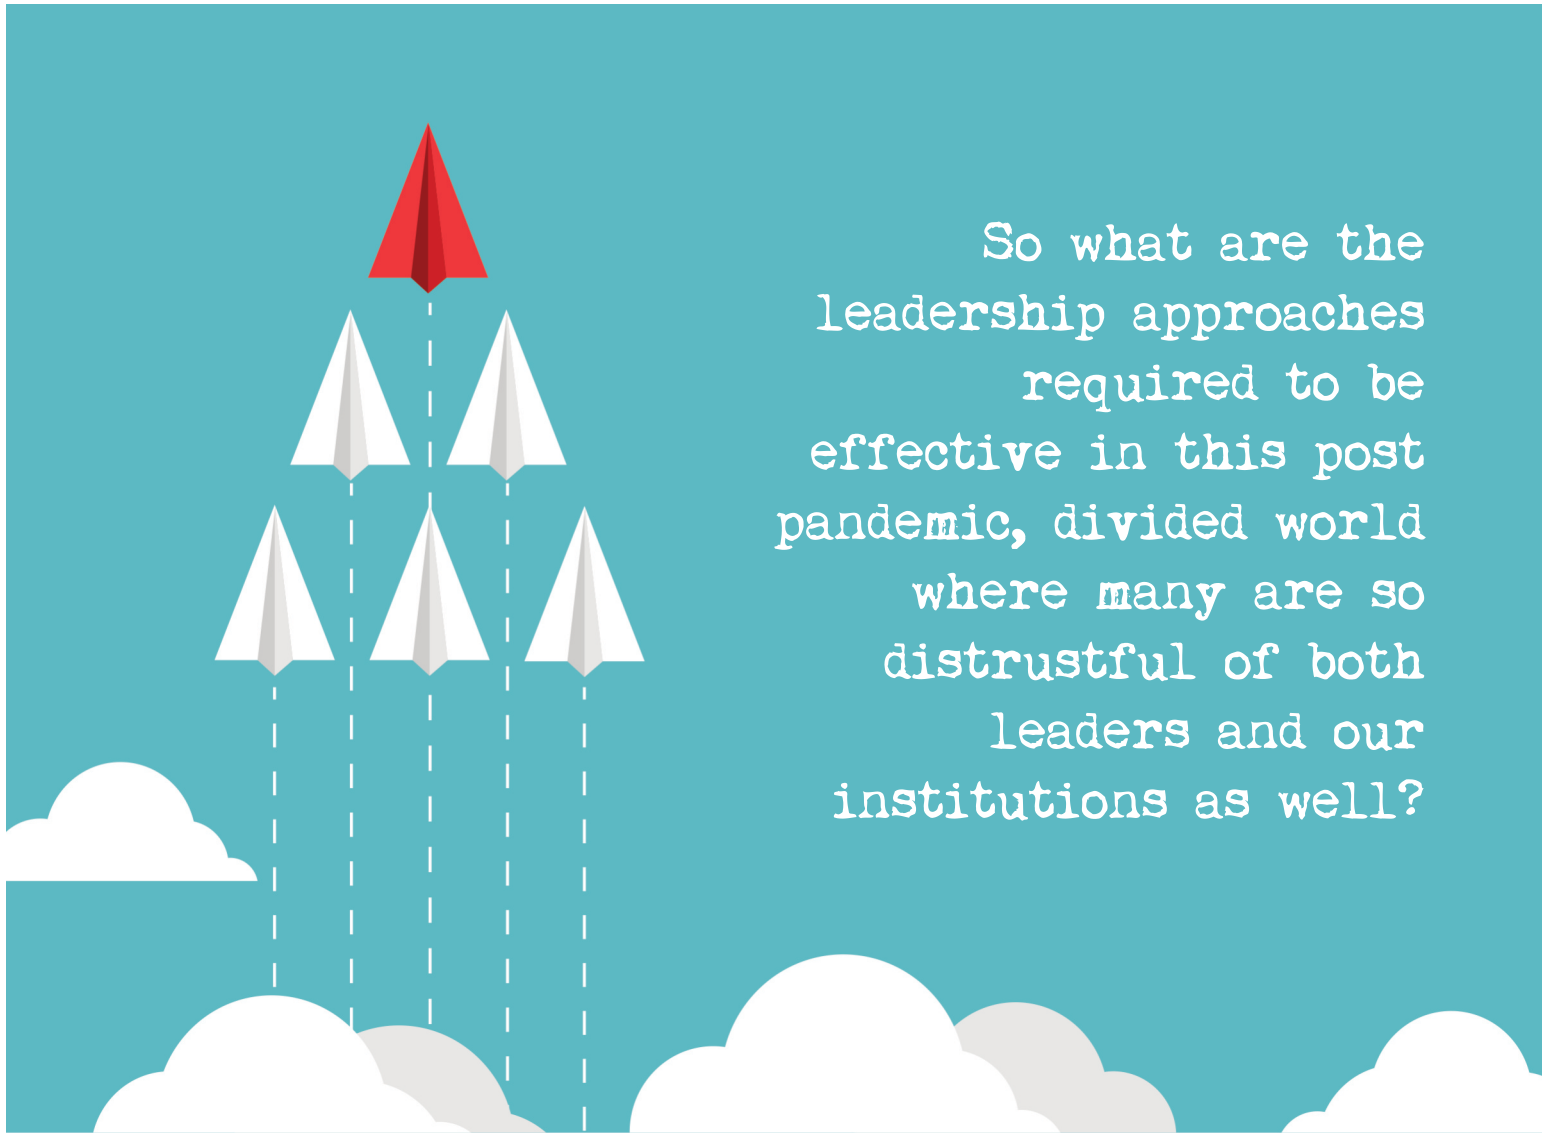 So what are the
leadership approaches
required to be
effective in this post
pandemic, divided world
where many are so
distrustful of both
leaders and our
institutions as well?